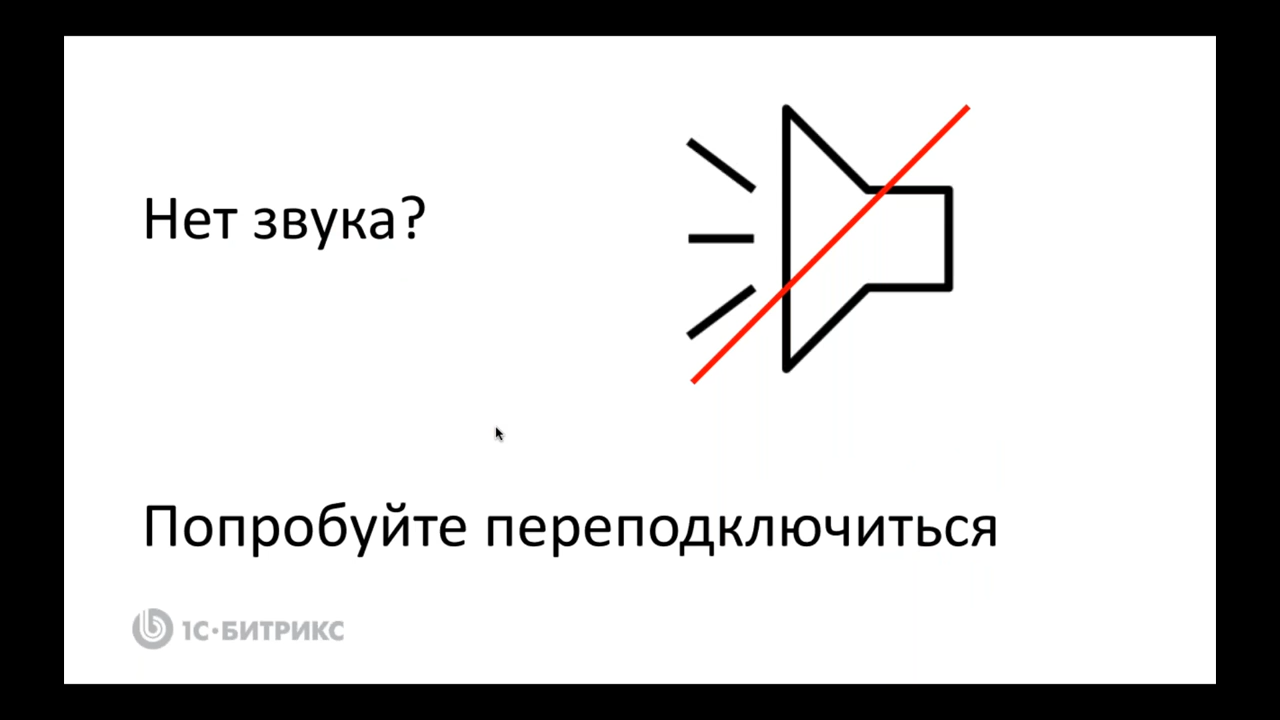 Нет звука?
Попробуйте переподключиться
1С•БИТРИКС